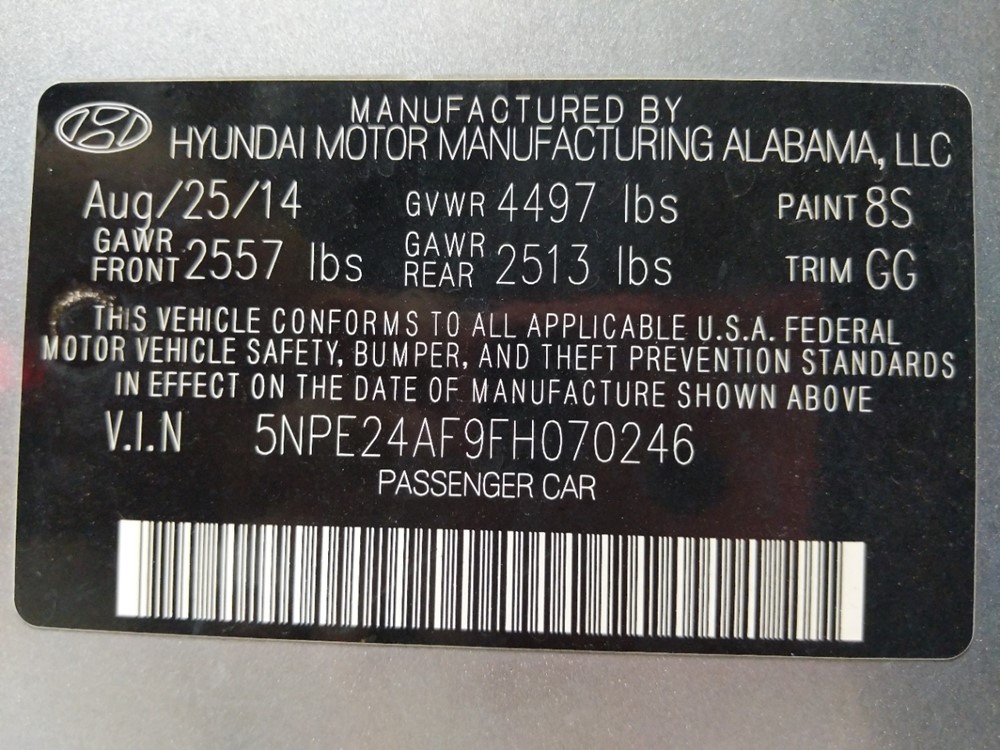 MANUFACTURED BY
HYUNDAI MOTOR MANUFACTURING ALABAMA, LLC
Aug/25/14 GVWR 4497 lbs PAINT 8S
GAWR FRONT 2557 lbs GAWR REAR 2513 lbs TRIM GG
THIS VEHICLE CONFORMS TO ALL APPLICABLE U.S.A. FEDERAL
MOTOR VEHICLE SAFETY, BUMPER, AND THEFT PREVENTION STANDARDS
IN EFFECT ON THE DATE OF MANUFACTURE SHOWN ABOVE
V.I.N 5NPE24AF9FH070246
PASSENGER CAR